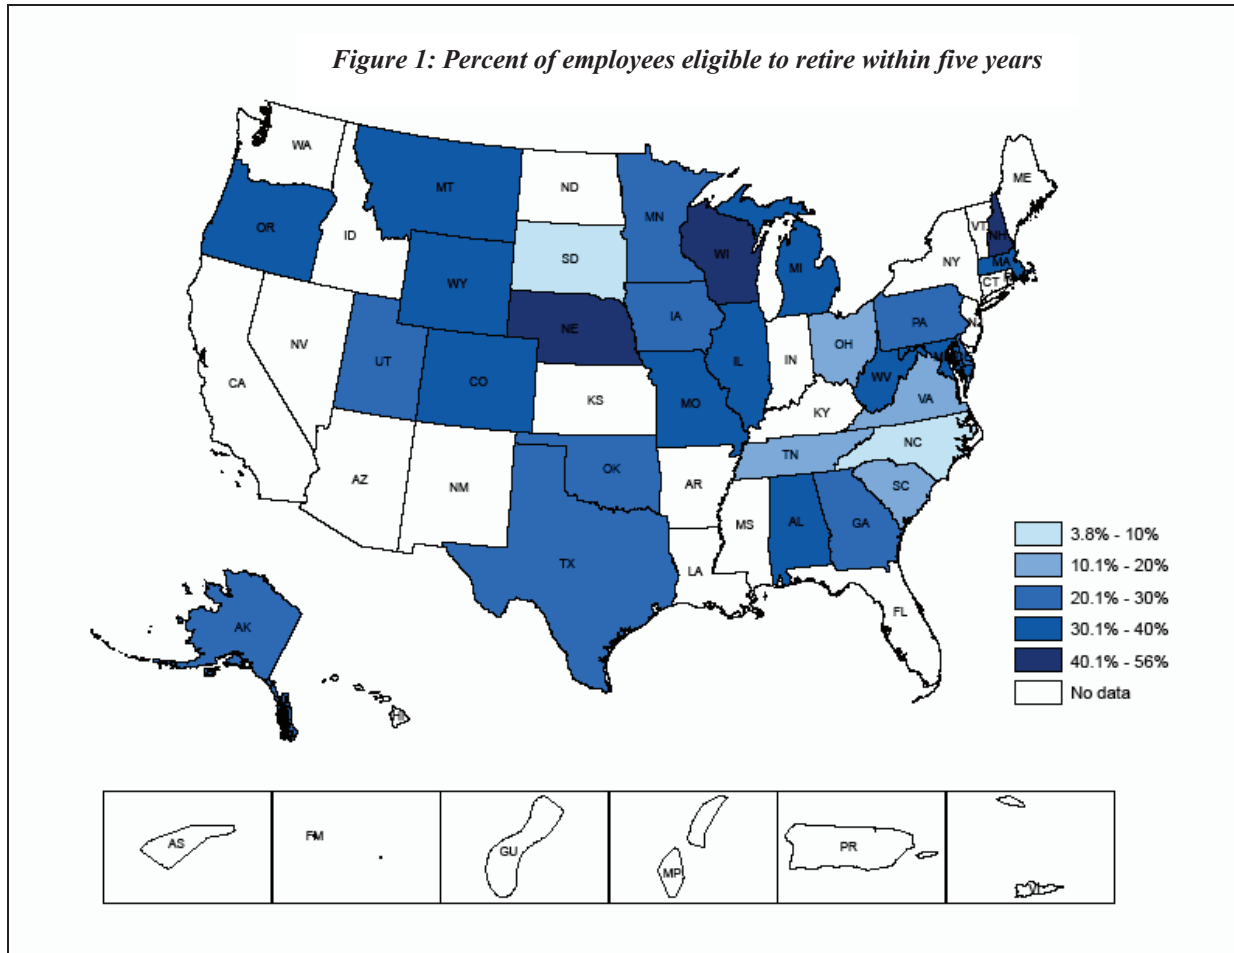 Figure 1: Percent of employees eligible to retire within five years
WA
ME
MT
ND
VT
MN
NH
OR
ID
SD
WI
NY
MA
MI
CT
WY
IA
PA
NE
OH
NV
UT
IL
IN
CA
CO
WV
KS
MO
VA
KY
NC
TN
OK
AZ
NM
AR
SC
MS
AL
GA
TX
LA
FL
AK
HI
3.8% - 10%
10.1% - 20%
20.1% - 30%
30.1% - 40%
40.1% - 56%
No data
AS
FM
GU
MP
PR